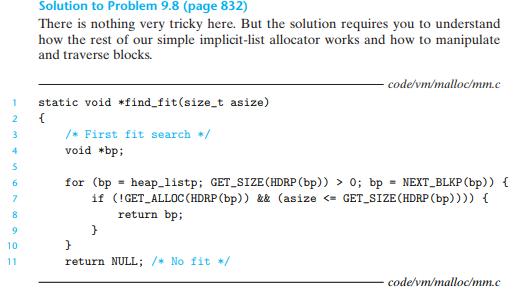 Solution to Problem 9.8 (page 832)
There is nothing very tricky here. But the solution requires you to understand
how the rest of our simple implicit-list allocator works and how to manipulate
and traverse blocks.
code/vm/malloc/mm.c
1 static void *find_fit(size_t asize)
2 {
3 /* First fit search */
4 void *bp;
5
6 for (bp = heap_listp; GET_SIZE(HDRP(bp)) > 0; bp = NEXT_BLKP(bp)) {
7 if (!GET_ALLOC(HDRP(bp)) && (asize <= GET_SIZE(HDRP(bp)))) {
8 return bp;
9 }
10 }
11 return NULL; /* No fit */
code/vm/malloc/mm.c